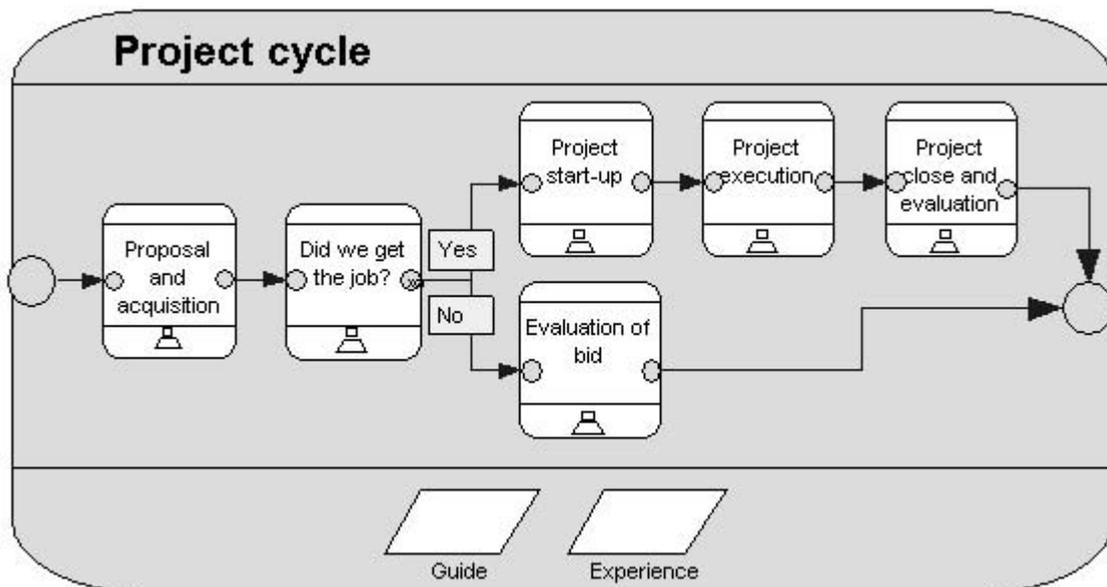 Project cycle
Proposal
and
acquisition
Did we get
the job?
Yes
No
Project
start-up
Project
execution
Project
close and
evaluation
Evaluation of
bid
Guide
Experience